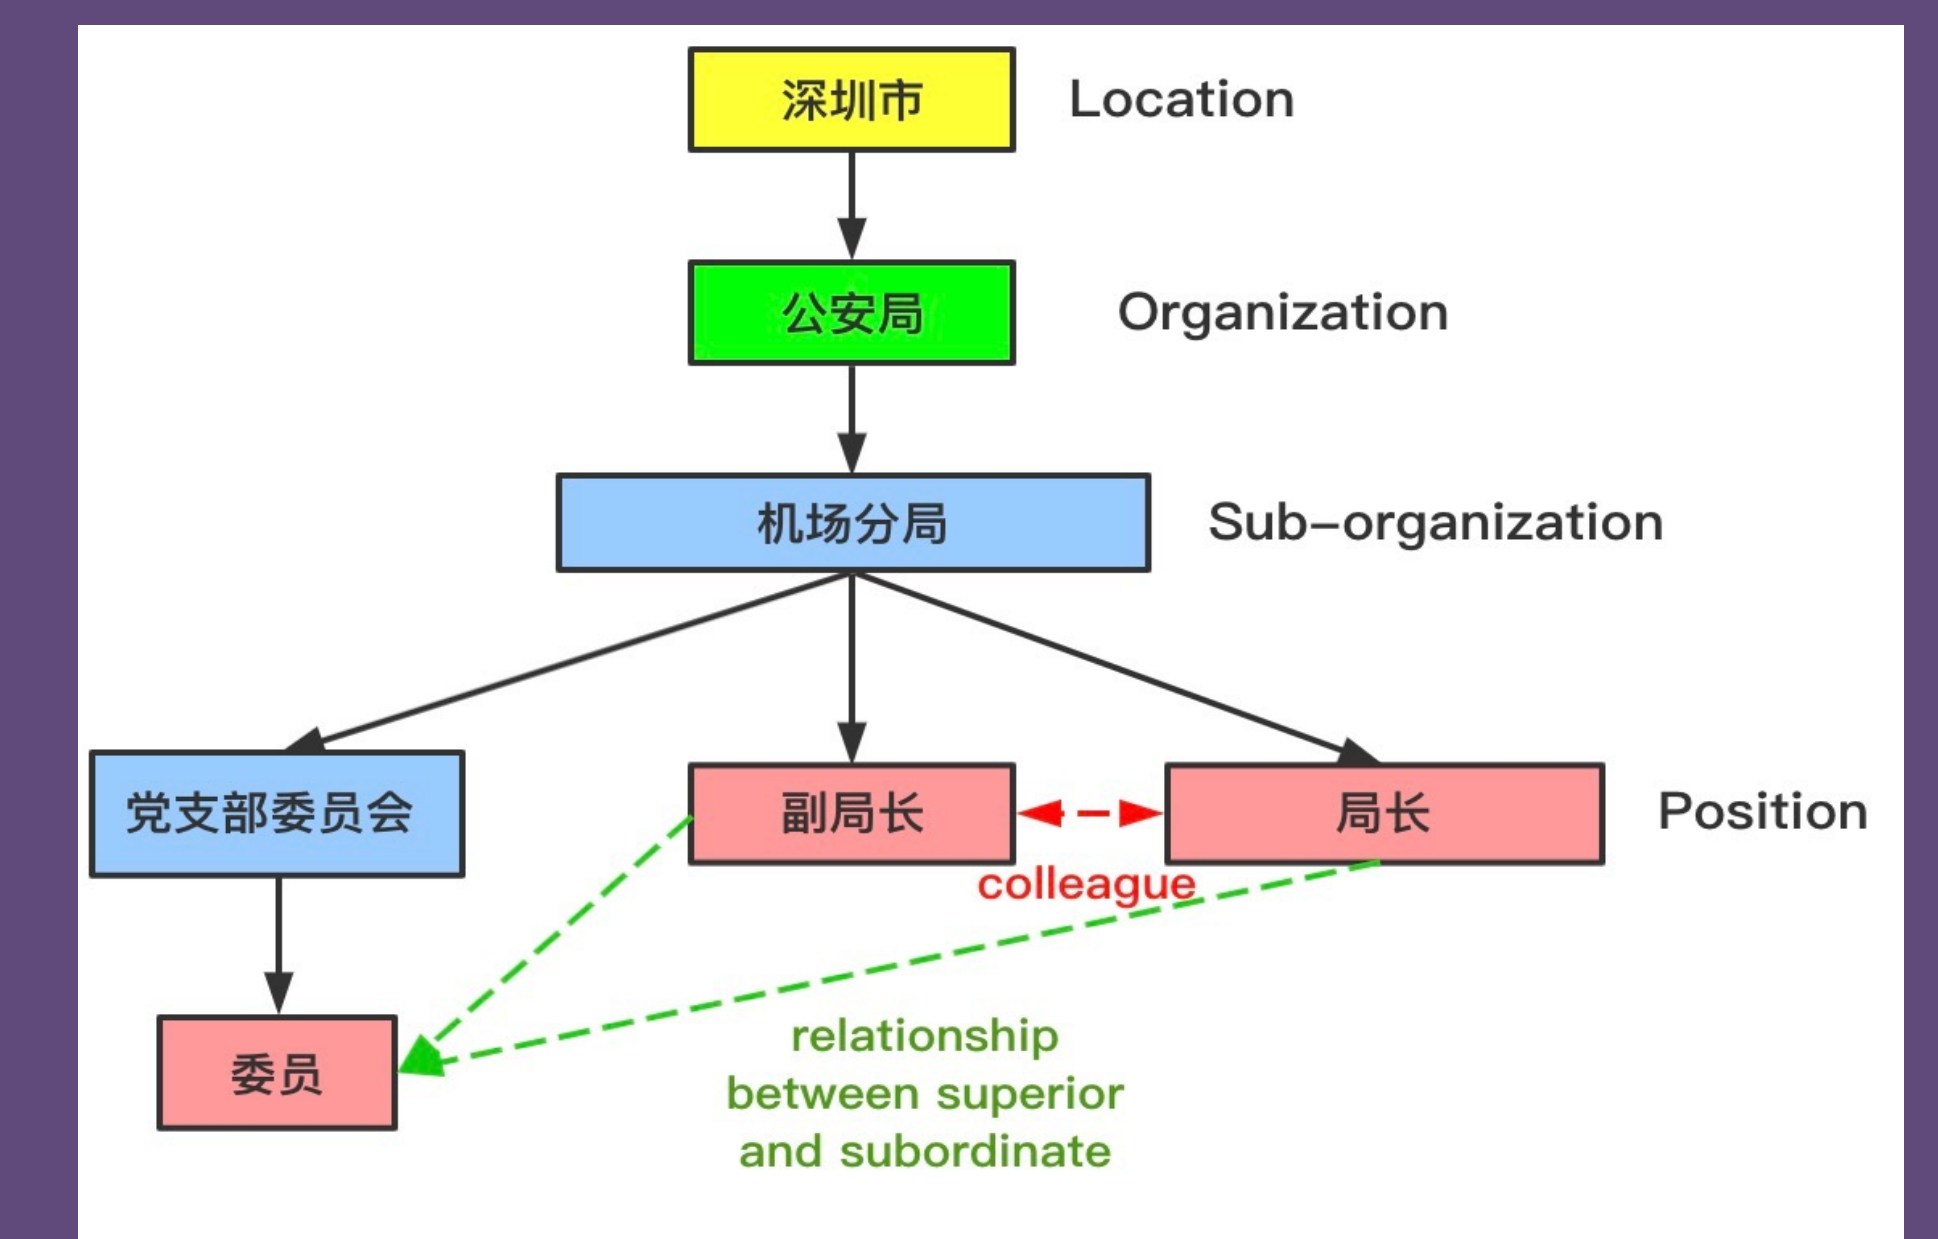 深圳市
Location
公安局
Organization
机场分局
Sub-organization
党支部委员会
副局长
局长
Position
colleague
委员
relationship
between superior
and subordinate